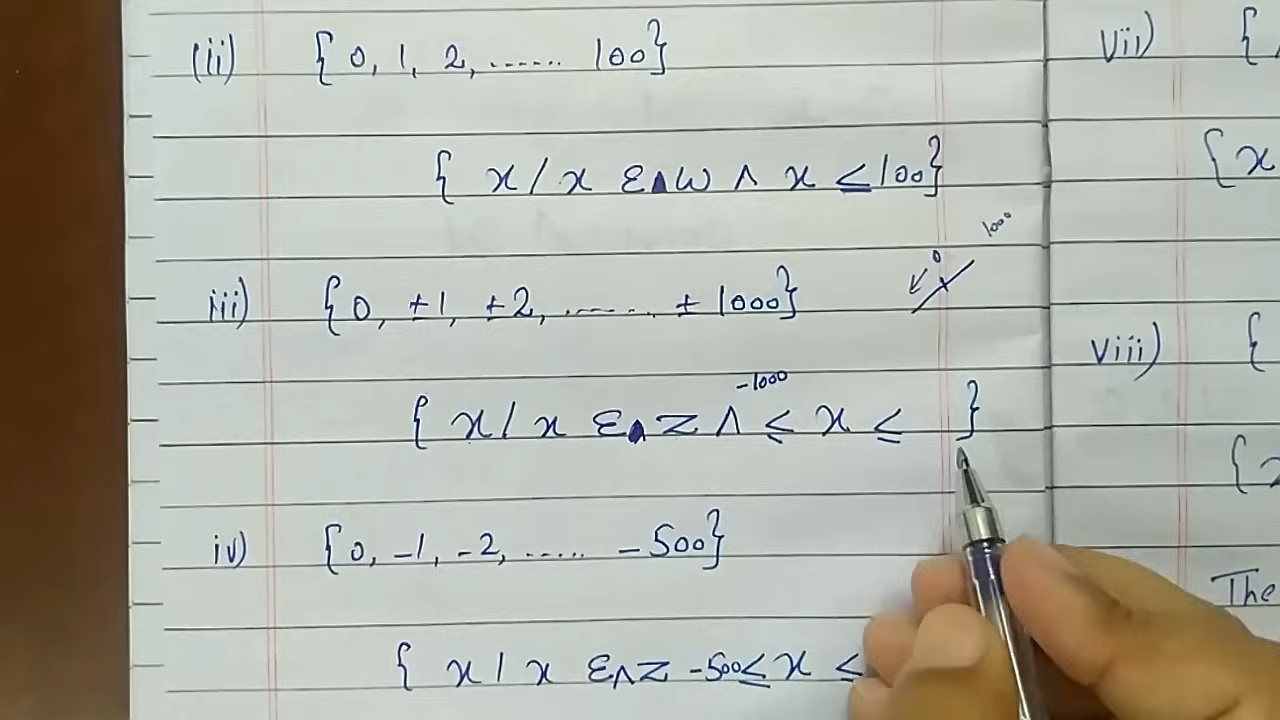 (ii) {0, 1, 2, ...... 100}
{ x / x ε∧W ∧ x ≤ 100}
1000
0
iii) {0, ±1, ±2, ....... ± 1000}
-1000
{ x / x ε∧Z ∧ ≤ x ≤ }
iv) {0, -1, -2, ..... -500}
{ x / x ε∧Z -500 ≤ x ≤
vii) {
{x
viii) {
{
The